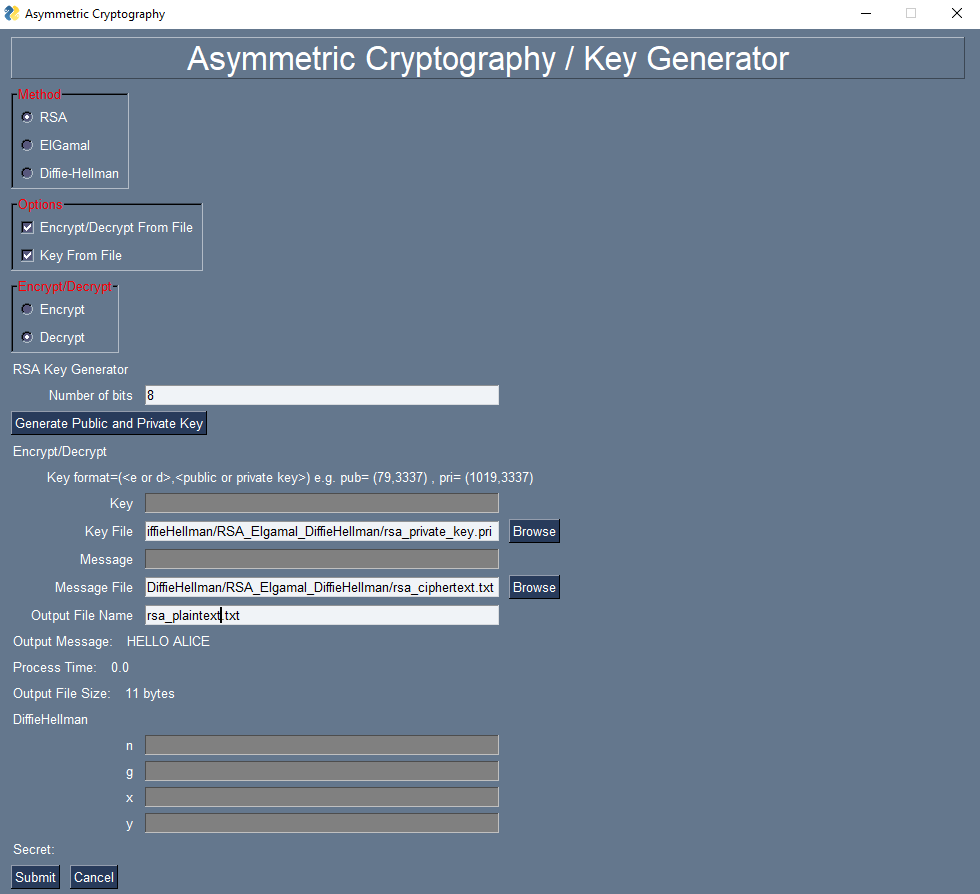 Asymmetric Cryptography
Asymmetric Cryptography / Key Generator
Method
RSA
ElGamal
Diffie-Hellman
Options
Encrypt/Decrypt From File
Key From File
Encrypt/Decrypt
Encrypt
Decrypt
RSA Key Generator
Number of bits 8
Generate Public and Private Key
Encrypt/Decrypt
Key format=(<e or d>,<public or private key>) e.g. pub= (79,3337) , pri= (1019,3337)
Key
Key File iffieHellman/RSA_Elgamal_DiffieHellman/rsa_private_key.pri Browse
Message
Message File DiffieHellman/RSA_Elgamal_DiffieHellman/rsa_ciphertext.txt Browse
Output File Name rsa_plaintext.txt
Output Message: HELLO ALICE
Process Time: 0.0
Output File Size: 11 bytes
DiffieHellman
n
g
x
y
Secret:
Submit Cancel